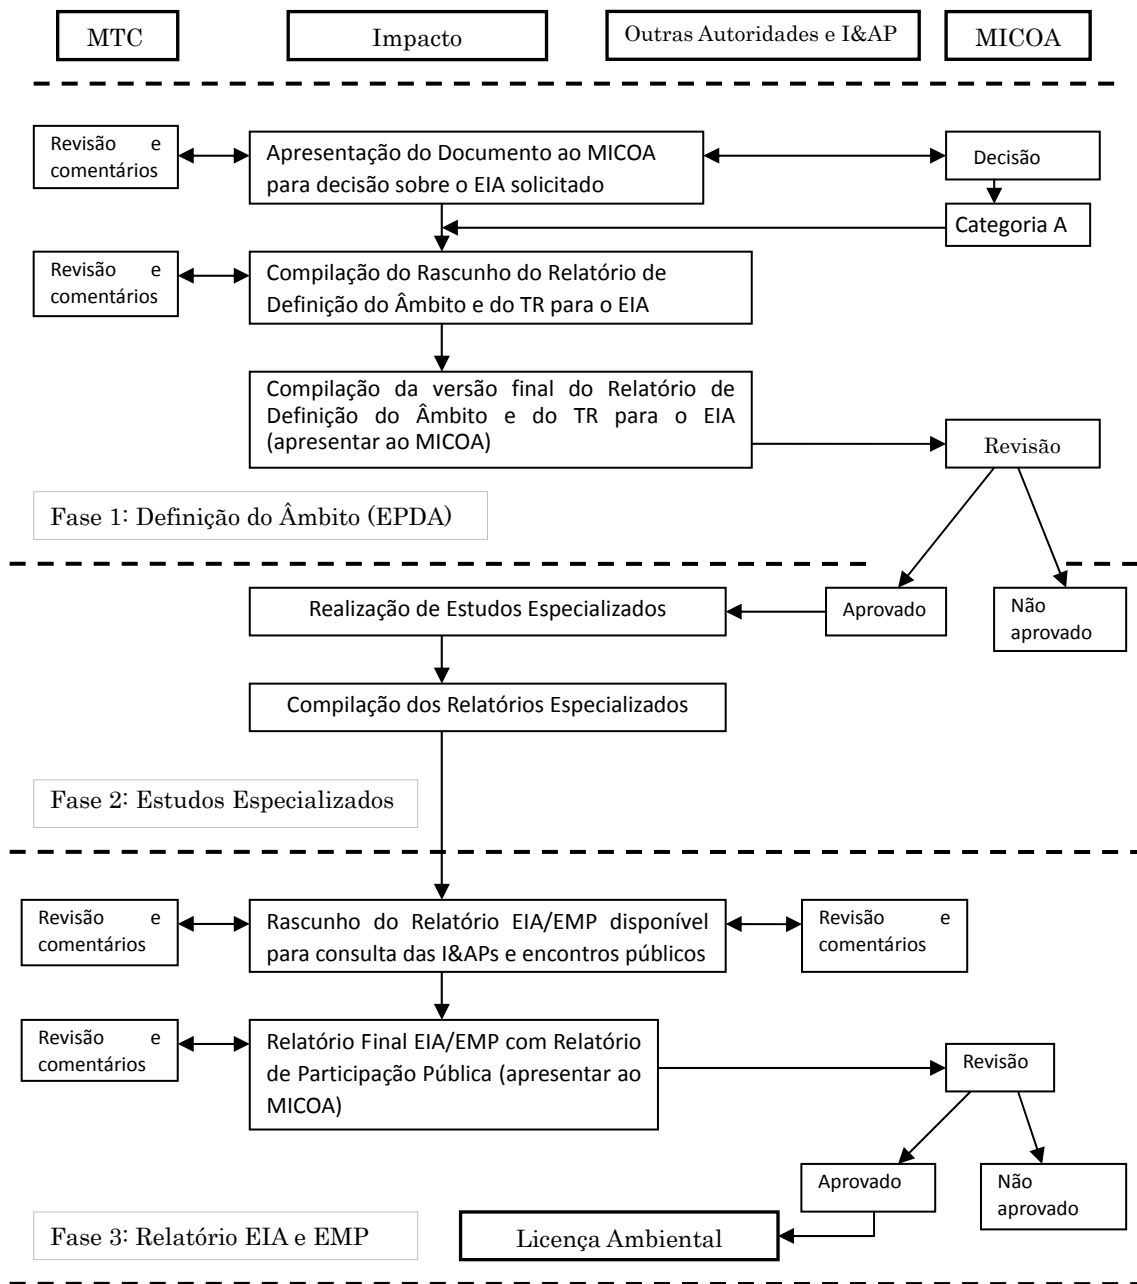 MTC
Impacto
Outras Autoridades e I&AP
MICOA
Revisão e
comentários
Apresentação do Documento ao MICOA
para decisão sobre o EIA solicitado
Decisão
Categoria A
Revisão e
comentários
Compilação do Rascunho do Relatório de
Definição do Âmbito e do TR para o EIA
Compilação da versão final do Relatório de
Definição do Âmbito e do TR para o EIA
(apresentar ao MICOA)
Revisão
Fase 1: Definição do Âmbito (EPDA)
Realização de Estudos Especializados
Aprovado
Não
aprovado
Compilação dos Relatórios Especializados
Fase 2: Estudos Especializados
Revisão e
comentários
Rascunho do Relatório EIA/EMP disponível
para consulta das I&APs e encontros públicos
Revisão e
comentários
Revisão e
comentários
Relatório Final EIA/EMP com Relatório
de Participação Pública (apresentar ao
MICOA)
Revisão
Aprovado
Não
aprovado
Fase 3: Relatório EIA e EMP
Licença Ambiental